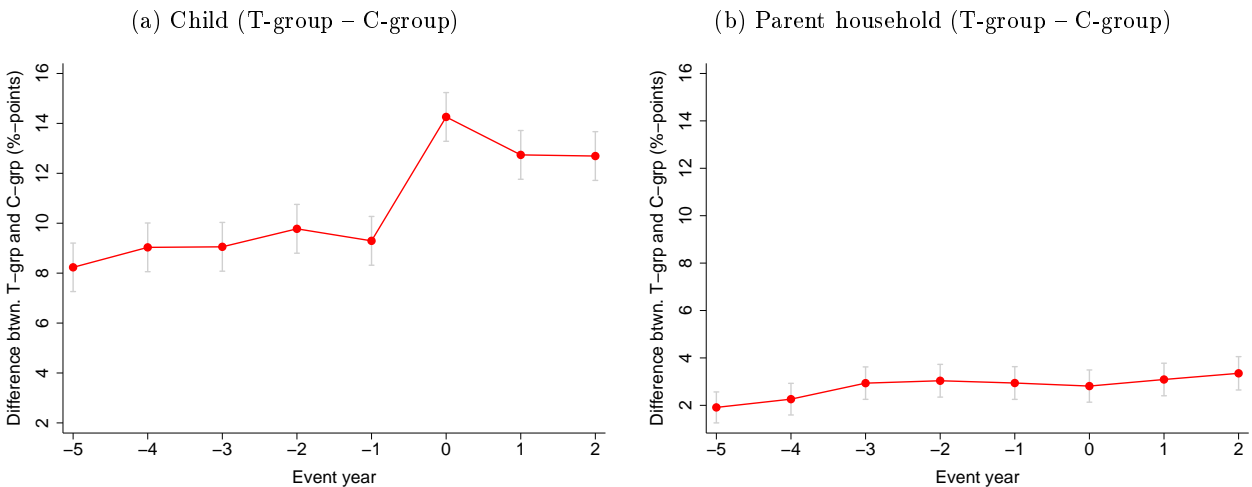 (a) Child (T-group – C-group)
Difference btwn. T-grp and C-grp (%-points)
16
14
12
10
8
6
4
2
-5 -4 -3 -2 -1 0 1 2
Event year
(b) Parent household (T-group – C-group)
Difference btwn. T-grp and C-grp (%-points)
16
14
12
10
8
6
4
2
-5 -4 -3 -2 -1 0 1 2
Event year